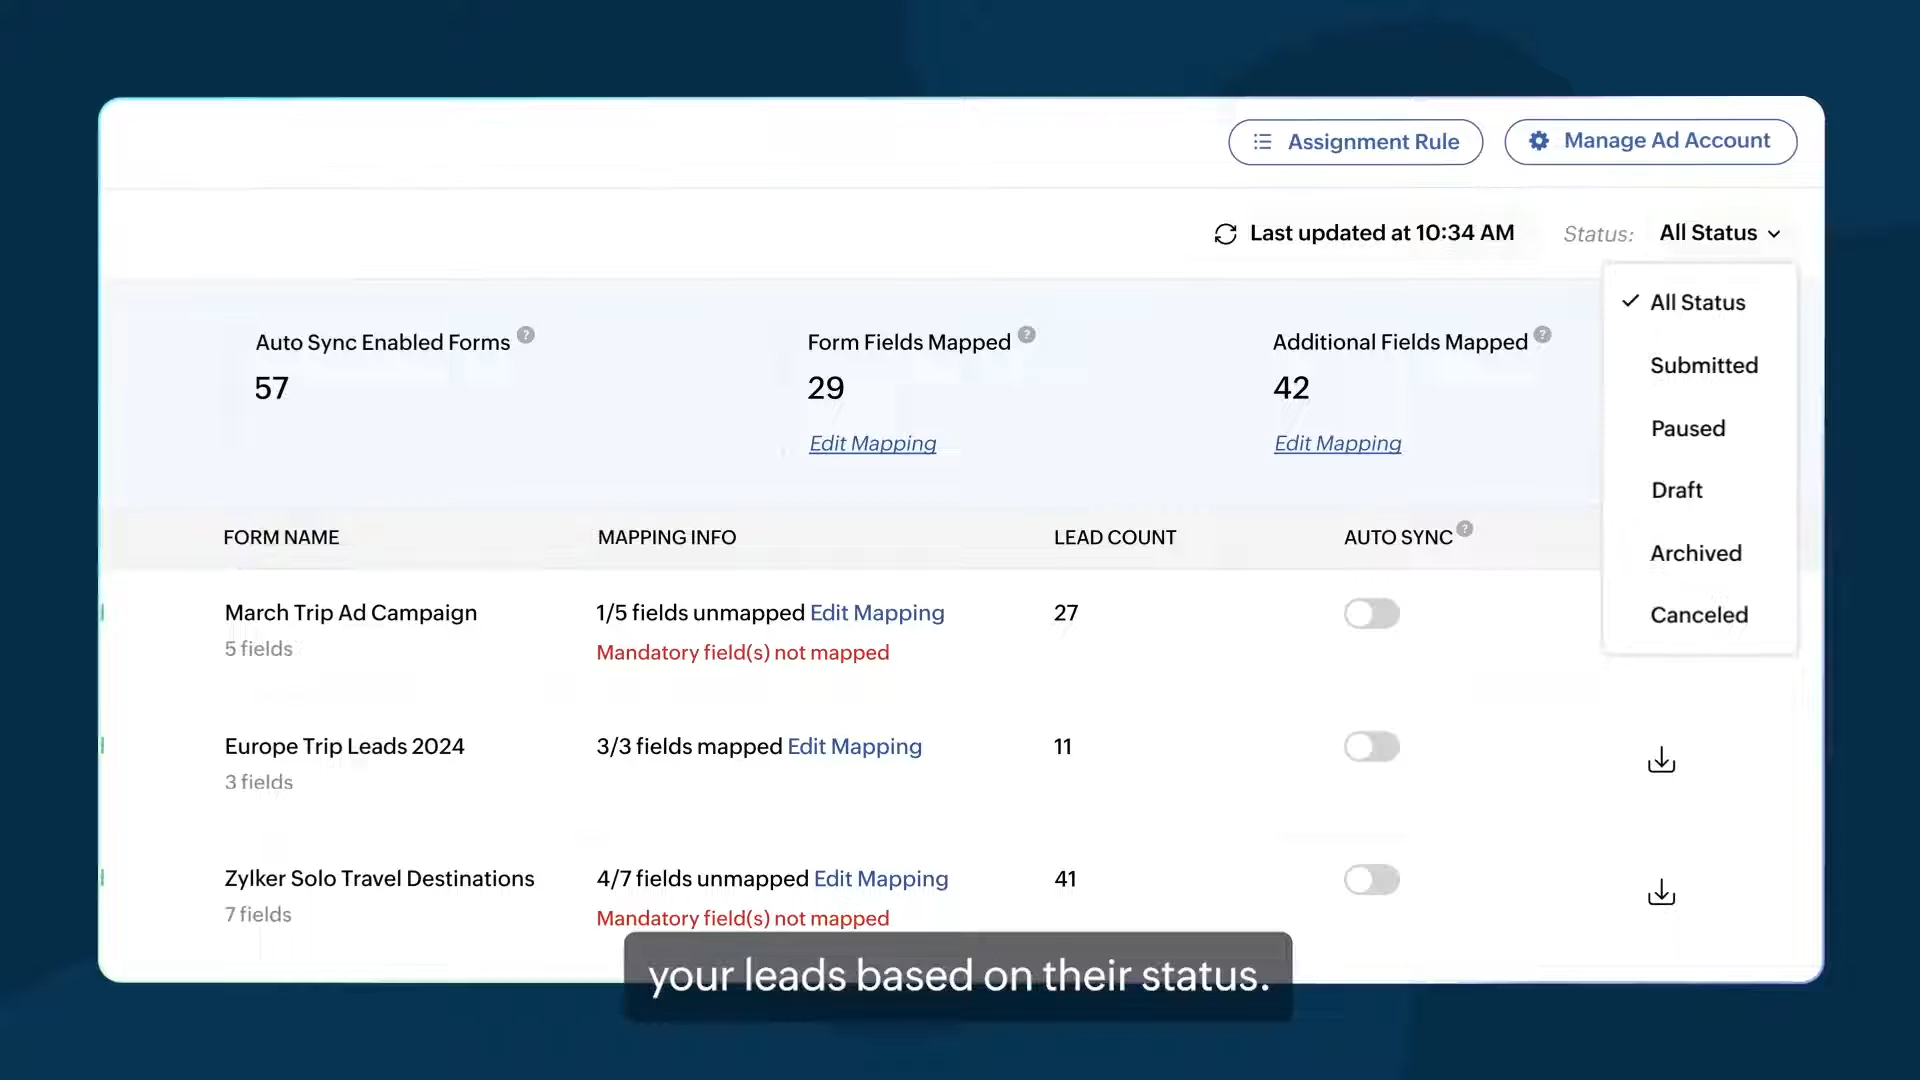 Assignment Rule
Manage Ad Account
Last updated at 10:34 AM
Status: All Status
All Status
Submitted
Paused
Draft
Archived
Canceled
Auto Sync Enabled Forms ?
57
Form Fields Mapped ?
29
Edit Mapping
Additional Fields Mapped ?
42
Edit Mapping
FORM NAME MAPPING INFO LEAD COUNT AUTO SYNC ?
March Trip Ad Campaign 1/5 fields unmapped Edit Mapping 27
5 fields Mandatory field(s) not mapped
Europe Trip Leads 2024 3/3 fields mapped Edit Mapping 11
3 fields
Zylker Solo Travel Destinations 4/7 fields unmapped Edit Mapping 41
7 fields Mandatory field(s) not mapped
your leads based on their status.